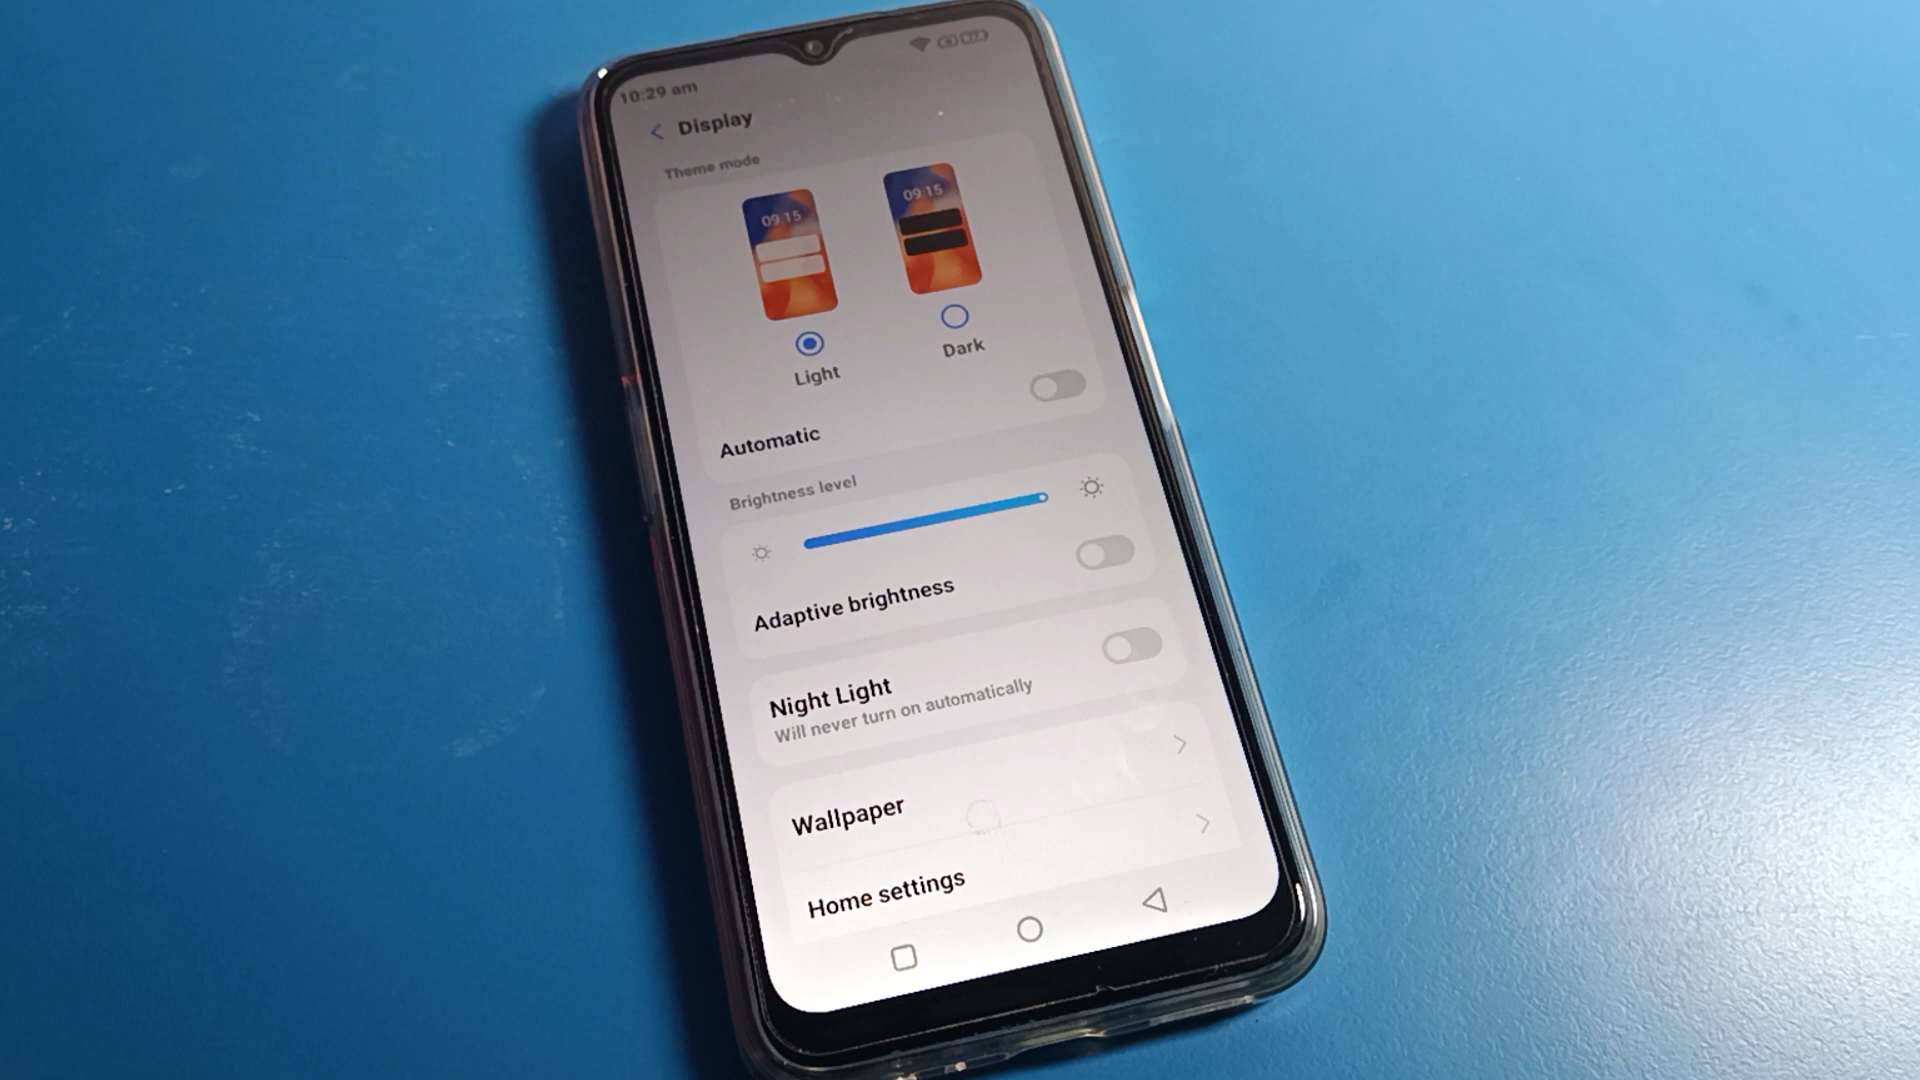 10:29 am
Display
Theme mode
09 15
09 15
Light
Dark
Automatic
Brightness level
Adaptive brightness
Night Light
Will never turn on automatically
Wallpaper
Home settings